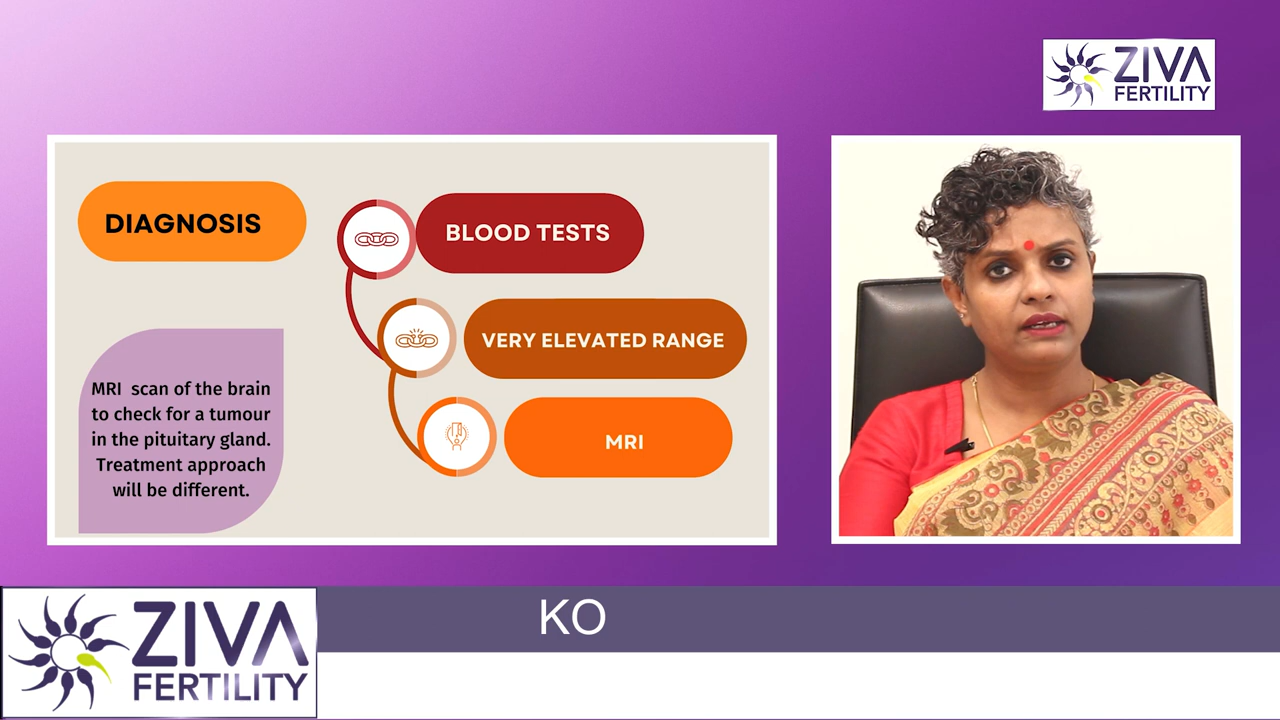 ZIVA
FERTILITY
DIAGNOSIS
BLOOD TESTS
VERY ELEVATED RANGE
MRI
MRI scan of the brain
to check for a tumour
in the pituitary gland.
Treatment approach
will be different.
KO
ZIVA
FERTILITY